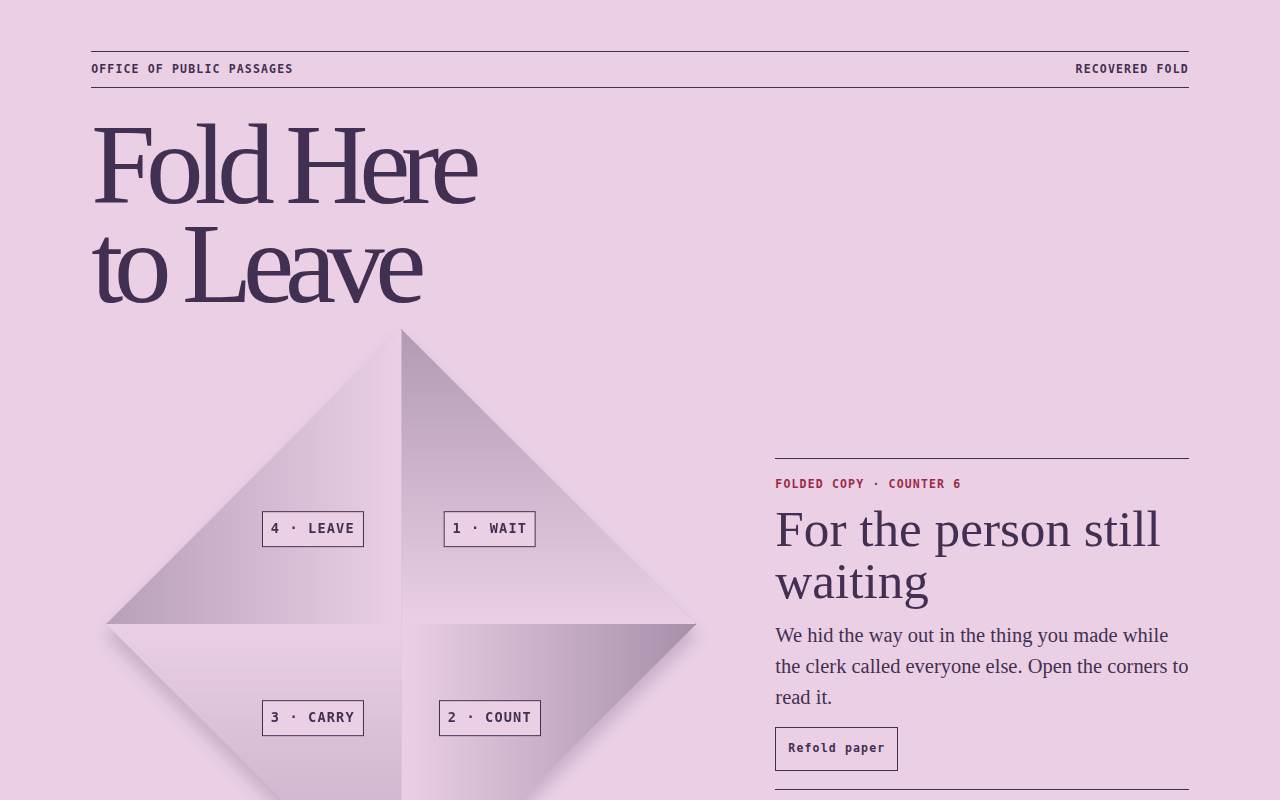 OFFICE OF PUBLIC PASSAGES
RECOVERED FOLD
Fold Here
to Leave
4 · LEAVE
1 · WAIT
3 · CARRY
2 · COUNT
FOLDED COPY · COUNTER 6
For the person still
waiting
We hid the way out in the thing you made while
the clerk called everyone else. Open the corners to
read it.
Refold paper